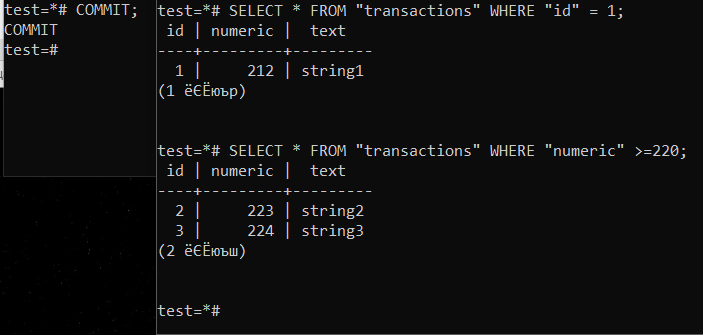 test=*# COMMIT;
COMMIT
test=#
test=*# SELECT * FROM "transactions" WHERE "id" = 1;
 id | numeric |  text
----+----------+---------
  1 |     212 | string1
(1 ёЄЁюър)
test=*# SELECT * FROM "transactions" WHERE "numeric" >=220;
 id | numeric |  text
----+----------+---------
  2 |     223 | string2
  3 |     224 | string3
(2 ёЄЁюъш)
test=*#